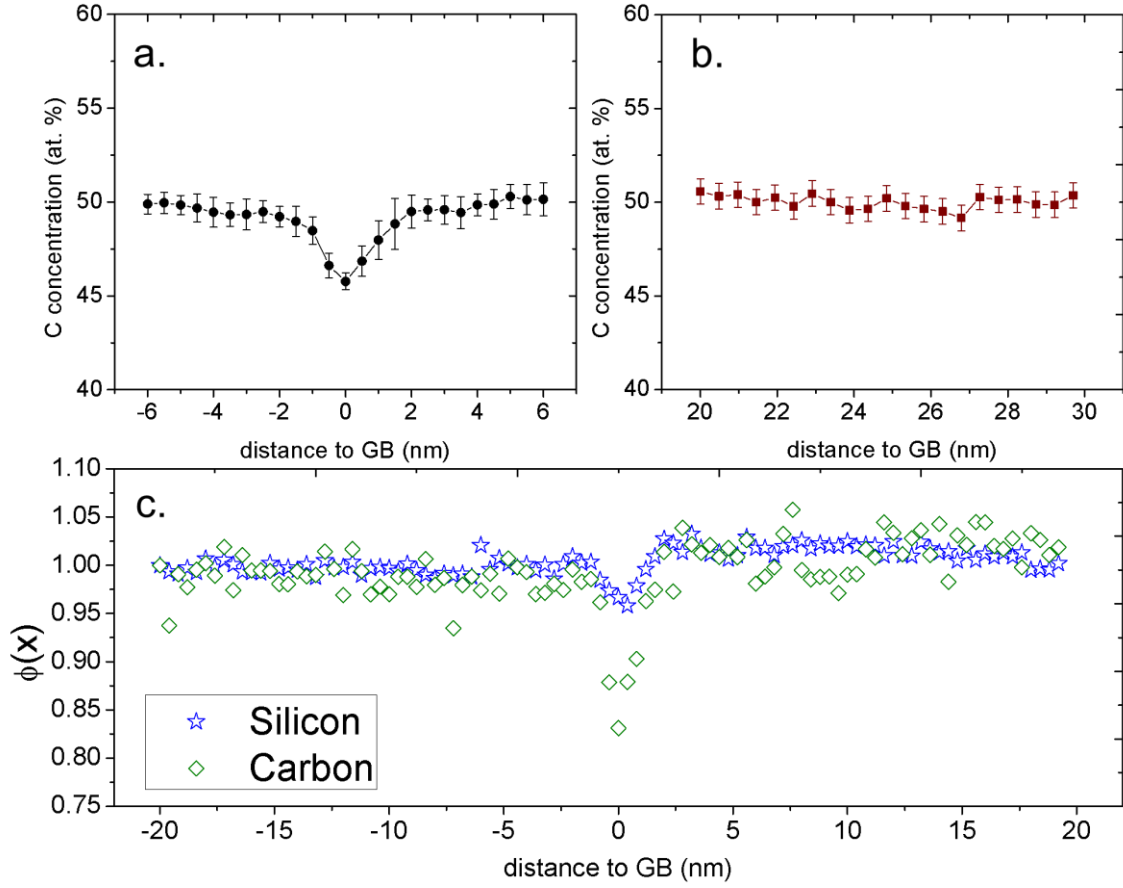 a.
C concentration (at. %)
60
55
50
45
40
-6 -4 -2 0 2 4 6
distance to GB (nm)
b.
C concentration (at. %)
60
55
50
45
40
20 22 24 26 28 30
distance to GB (nm)
c.
ϕ(x)
1.10
1.05
1.00
0.95
0.90
0.85
0.80
0.75
Silicon
Carbon
-20 -15 -10 -5 0 5 10 15 20
distance to GB (nm)